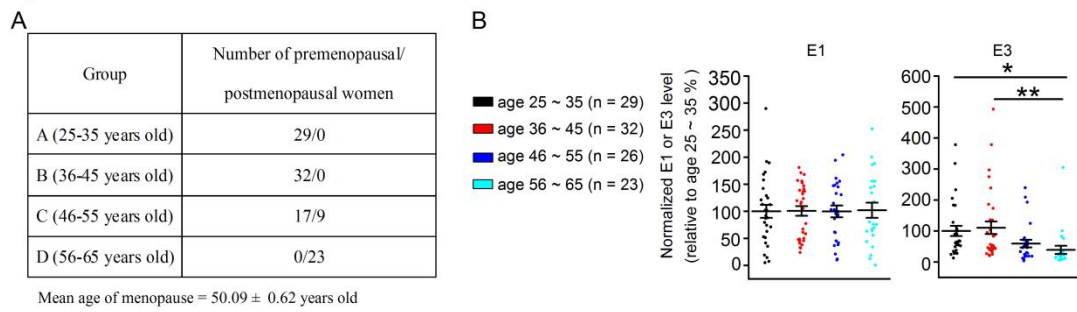 A
Group
Number of premenopausal/
postmenopausal women
A (25-35 years old)
29/0
B (36-45 years old)
32/0
C (46-55 years old)
17/9
D (56-65 years old)
0/23
Mean age of menopause = 50.09 ± 0.62 years old
B
age 25 ~ 35 (n = 29)
age 36 ~ 45 (n = 32)
age 46 ~ 55 (n = 26)
age 56 ~ 65 (n = 23)
Normalized E1 or E3 level
(relative to age 25 ~ 35 %)
E1
350
300
250
200
150
100
50
0
E3
600
500
400
300
200
100
0
*
**